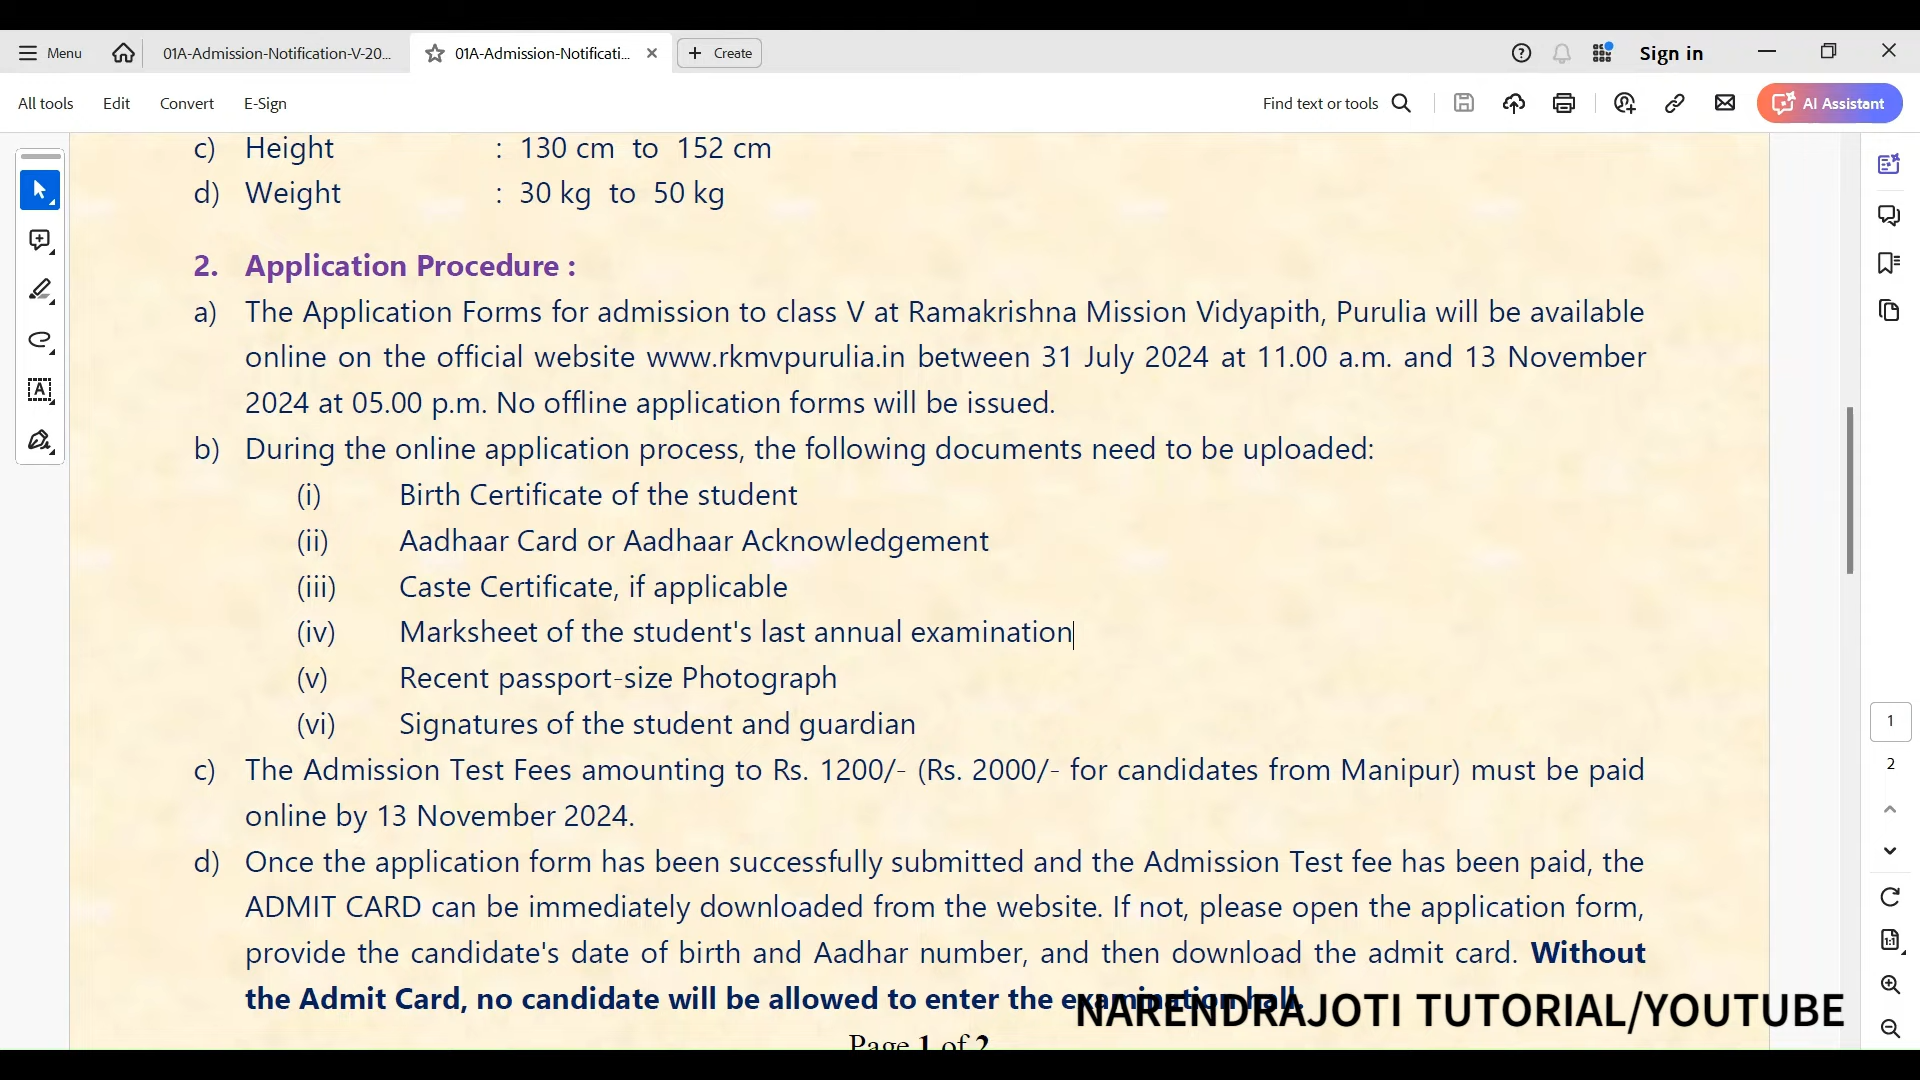 Menu
01A-Admission-Notification-V-20...
01A-Admission-Notificati...
Create
Sign in
All tools
Edit
Convert
E-Sign
Find text or tools
AI Assistant
c) Height : 130 cm to 152 cm
d) Weight : 30 kg to 50 kg
2. Application Procedure :
a) The Application Forms for admission to class V at Ramakrishna Mission Vidyapith, Purulia will be available
online on the official website www.rkmvpurulia.in between 31 July 2024 at 11.00 a.m. and 13 November
2024 at 05.00 p.m. No offline application forms will be issued.
b) During the online application process, the following documents need to be uploaded:
(i) Birth Certificate of the student
(ii) Aadhaar Card or Aadhaar Acknowledgement
(iii) Caste Certificate, if applicable
(iv) Marksheet of the student's last annual examination
(v) Recent passport-size Photograph
(vi) Signatures of the student and guardian
c) The Admission Test Fees amounting to Rs. 1200/- (Rs. 2000/- for candidates from Manipur) must be paid
online by 13 November 2024.
d) Once the application form has been successfully submitted and the Admission Test fee has been paid, the
ADMIT CARD can be immediately downloaded from the website. If not, please open the application form,
provide the candidate's date of birth and Aadhar number, and then download the admit card. Without
the Admit Card, no candidate will be allowed to enter the examination hall.
NARENDRAJOTI TUTORIAL/YOUTUBE
Page 1 of 2
1
2